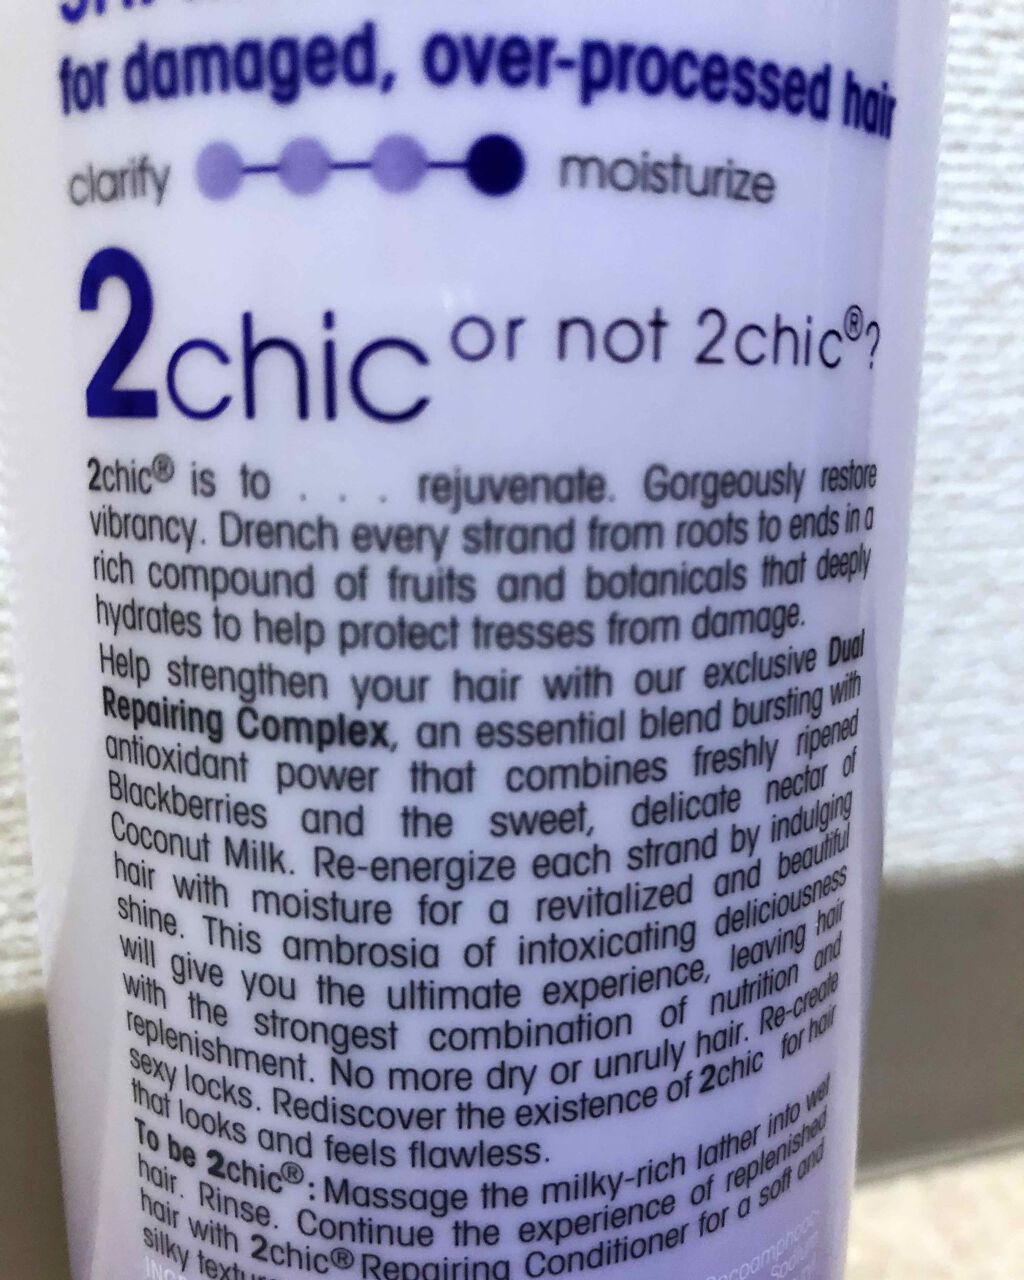 for damaged, over-processed hair
clarify moisturize
2chic or not 2chic®?
2chic® is to . . . rejuvenate. Gorgeously restore
vibrancy. Drench every strand from roots to ends in a
rich compound of fruits and botanicals that deeply
hydrates to help protect tresses from damage.
Help strengthen your hair with our exclusive Dual
Repairing Complex, an essential blend bursting with
antioxidant power that combines freshly ripened
Blackberries and the sweet, delicate nectar of
Coconut Milk. Re-energize each strand by indulging
hair with moisture for a revitalized and beautiful
shine. This ambrosia of intoxicating deliciousness
will give you the ultimate experience, leaving hair
with the strongest combination of nutrition and
replenishment. No more dry or unruly hair. Re-create
sexy locks. Rediscover the existence of 2chic for hair
that looks and feels flawless.
To be 2chic®: Massage the milky-rich lather into wet
hair. Rinse. Continue the experience of replenished
hair with 2chic® Repairing Conditioner for a soft and
silky